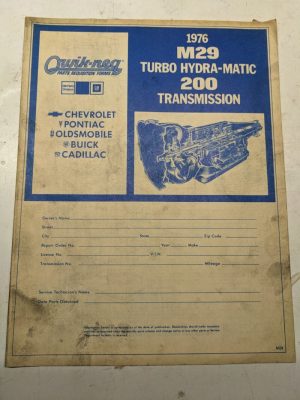 Quik-req
PARTS REQUISITION FORMS
GM
CHEVROLET
PONTIAC
OLDSMOBILE
BUICK
CADILLAC
1976
M29
TURBO HYDRA-MATIC
200
TRANSMISSION
Owner's Name
Street
City State Zip Code
Repair Order No. Year Make
License No. V.I.N.
Transmission No. Mileage
Service Technician's Name
Date Parts Obtained